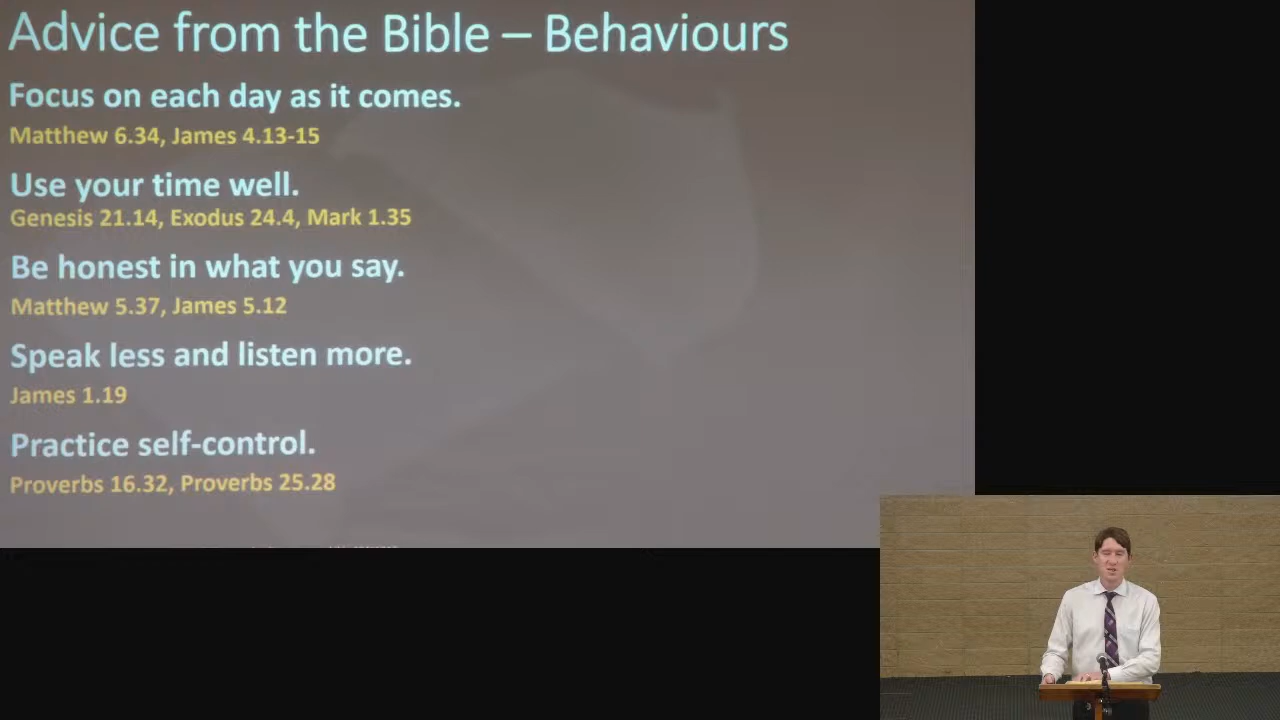 Advice from the Bible – Behaviours
Focus on each day as it comes.
Matthew 6.34, James 4.13-15
Use your time well.
Genesis 21.14, Exodus 24.4, Mark 1.35
Be honest in what you say.
Matthew 5.37, James 5.12
Speak less and listen more.
James 1.19
Practice self-control.
Proverbs 16.32, Proverbs 25.28